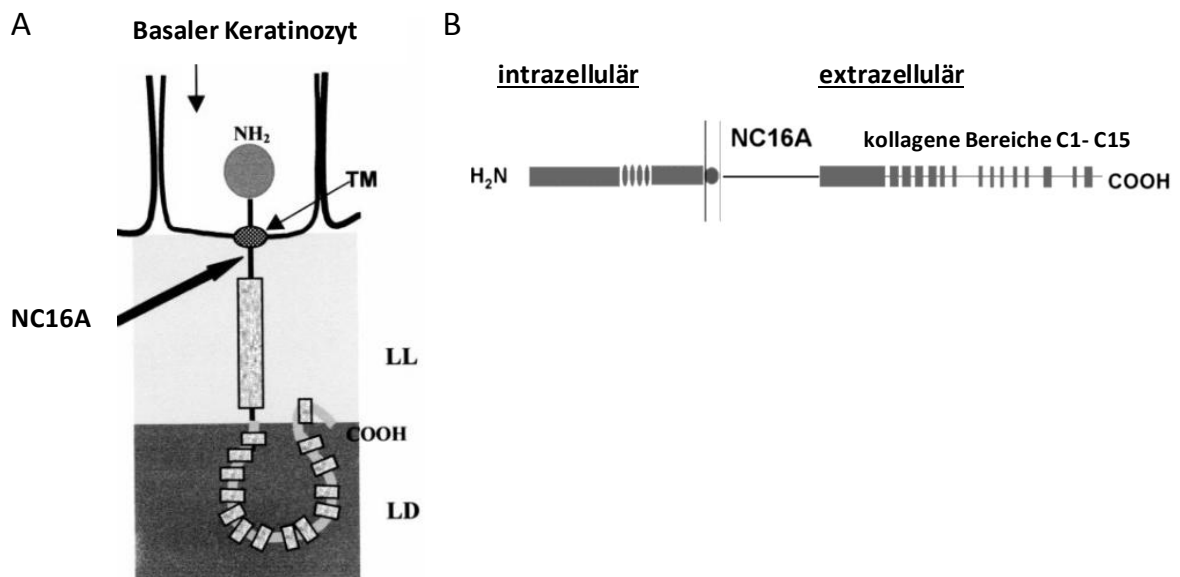 A
Basaler Keratinozyt
NH₂
TM
NC16A
LL
COOH
LD
B
intrazellulär
extrazellulär
NC16A
kollagene Bereiche C1- C15
H₂N
COOH